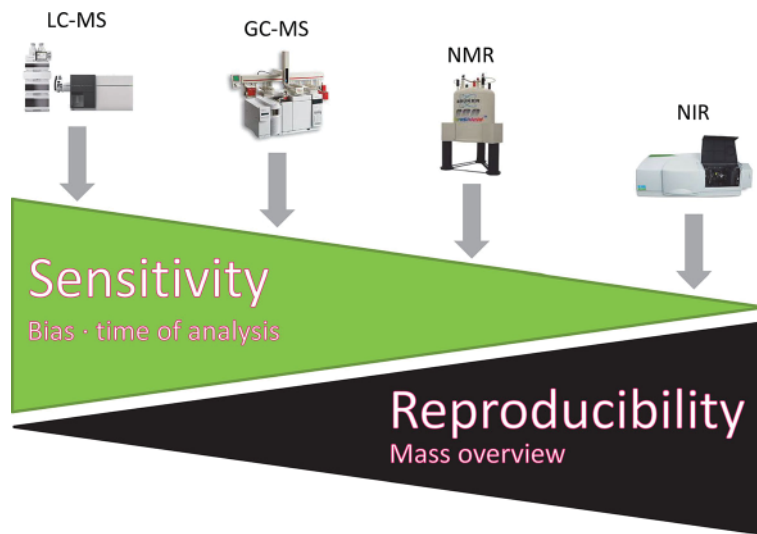 LC-MS
GC-MS
NMR
NIR
Sensitivity
Bias · time of analysis
Reproducibility
Mass overview